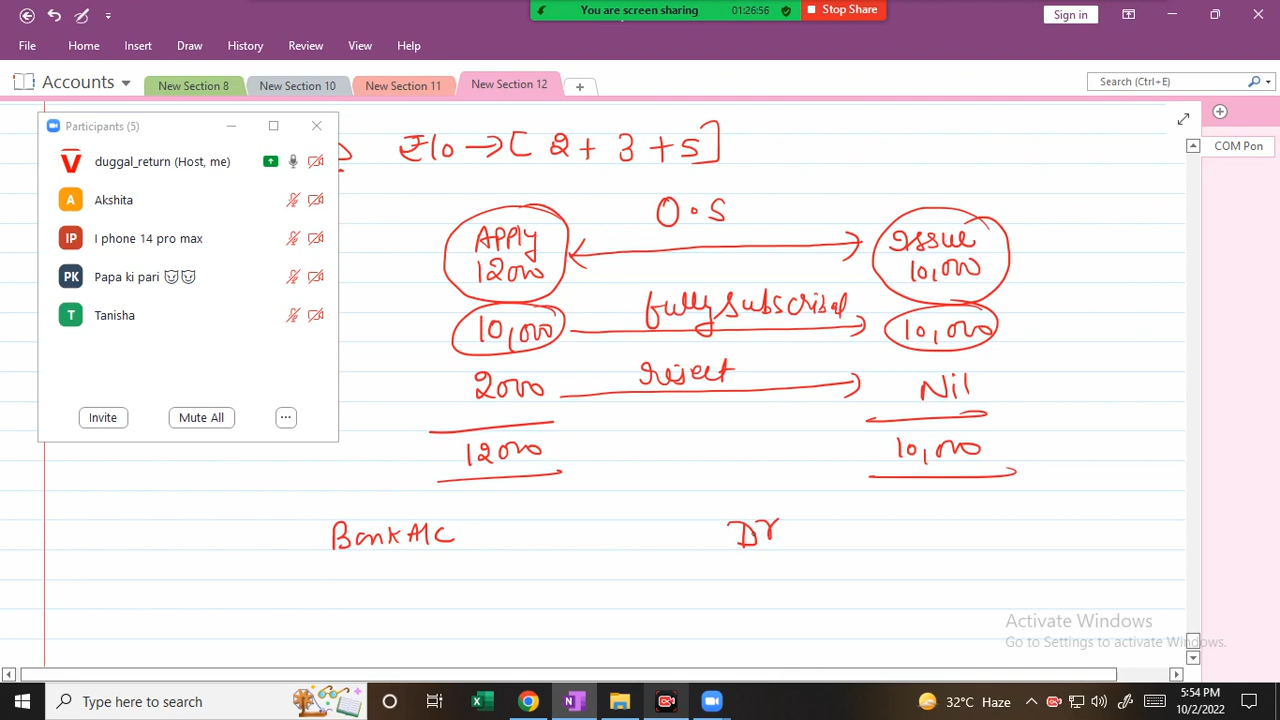 You are screen sharing 01:26:56 Stop Share
Sign in
File Home Insert Draw History Review View Help
Accounts New Section 8 New Section 10 New Section 11 New Section 12 Search (Ctrl+E)
COM Pon
Participants (5)
duggal_return (Host, me)
A Akshita
IP I phone 14 pro max
PK Papa ki pari
T Tanisha
Invite Mute All ...
₹10 → [2 + 3 + 5]
O.S
APPLY Issue
12000 10,000
10,000 fully subscribed 10,000
2000 reject Nil
12000 10,000
Bank A/C Dr
Activate Windows
Go to Settings to activate Windows.
Type here to search
32°C Haze
5:54 PM
10/2/2022